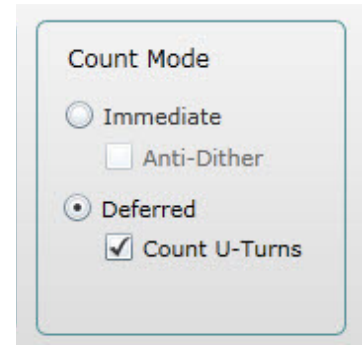 Count Mode
Immediate
Anti-Dither
Deferred
Count U-Turns